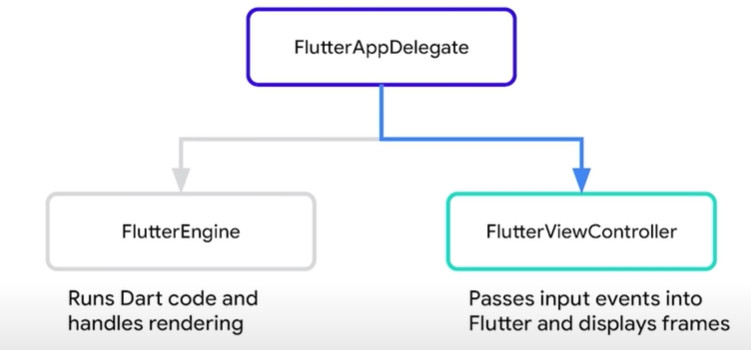 FlutterAppDelegate
FlutterEngine
FlutterViewController
Runs Dart code and
handles rendering
Passes input events into
Flutter and displays frames